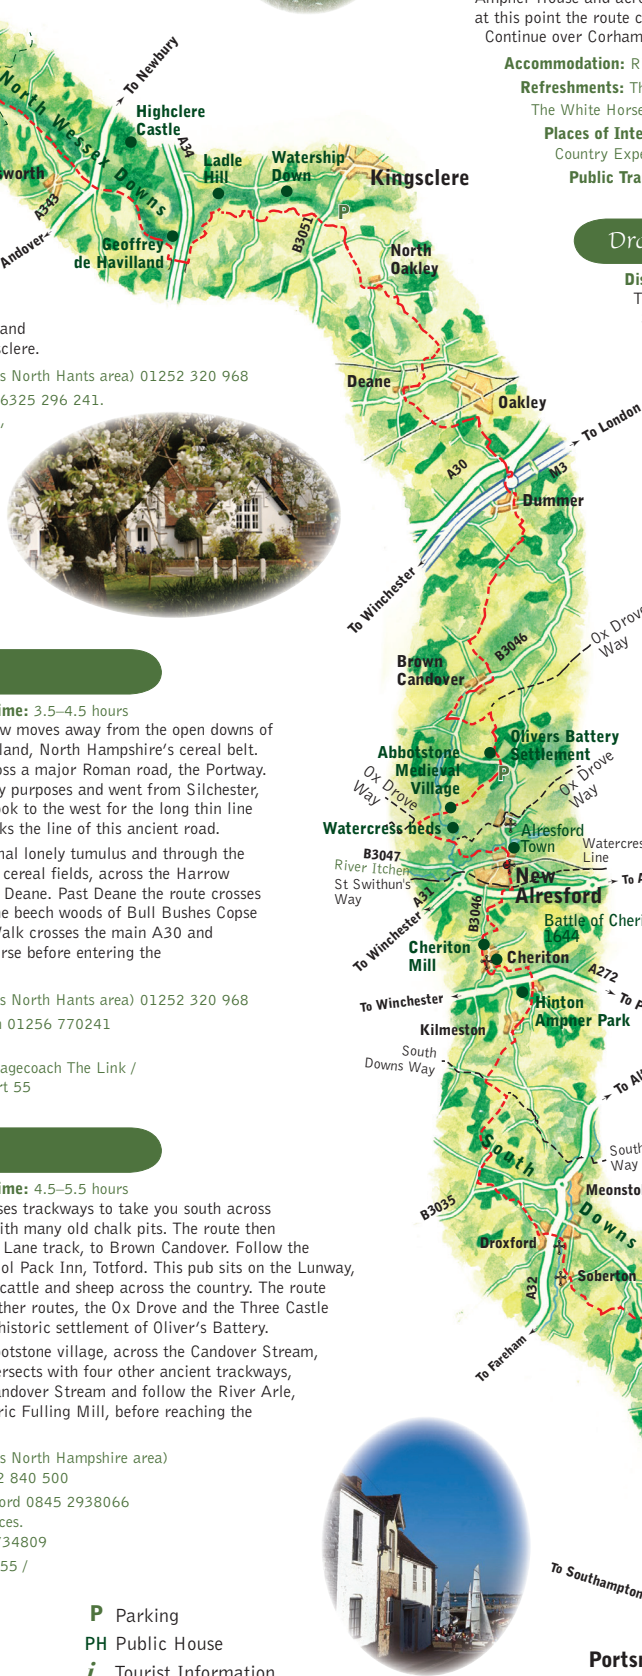 at this point the route c
Continue over Corham
Accommodation: R
Refreshments: Th
The White Horse
Places of Inte
Country Expe
Public Tra
Dro
Dis
T
To Newbury
North Wessex Downs
Highclere
Castle
A34
Ladle
Hill
Watership
Down
Kingsclere
sworth
A343
Andover
Geoffrey
de Havilland
B3051
P
North
Oakley
and
sclere.
s North Hants area) 01252 320 968
6325 296 241.
Deane
Oakley
To London
A30
M3
Dummer
To Winchester
Ox Drove
Way
B3046
Brown
Candover
ime: 3.5–4.5 hours
w moves away from the open downs of
land, North Hampshire's cereal belt.
oss a major Roman road, the Portway.
y purposes and went from Silchester,
ook to the west for the long thin line
ks the line of this ancient road.
Olivers Battery
Settlement
Abbotstone
Medieval
Village
P
Ox Drove
Way
Ox Drove
Way
Watercress beds
Alresford
Town
Watercres
Line
B3047
River Itchen
St Swithun's
Way
A31
New
Alresford
To A
nal lonely tumulus and through the
cereal fields, across the Harrow
Deane. Past Deane the route crosses
he beech woods of Bull Bushes Copse
Walk crosses the main A30 and
rse before entering the
B3046
Battle of Cheri
1644
To Winchester
Cheriton
Mill
Cheriton
A272
To Winchester
Hinton
Ampner Park
Kilmeston
s North Hants area) 01252 320 968
n 01256 770241
agecoach The Link /
rt 55
South
Downs Way
South
Way
South Downs
Meonsto
B3035
Droxford
Soberton
A32
To Fareham
ime: 4.5–5.5 hours
ses trackways to take you south across
ith many old chalk pits. The route then
Lane track, to Brown Candover. Follow the
ol Pack Inn, Totford. This pub sits on the Lunway,
cattle and sheep across the country. The route
ther routes, the Ox Drove and the Three Castle
historic settlement of Oliver's Battery.
otstone village, across the Candover Stream,
ersects with four other ancient trackways,
andover Stream and follow the River Arle,
ric Fulling Mill, before reaching the
s North Hampshire area)
2 840 500
ord 0845 2938066
ces.
734809
55 /
To Southampton
P Parking
PH Public House
i Tourist Information
Ports